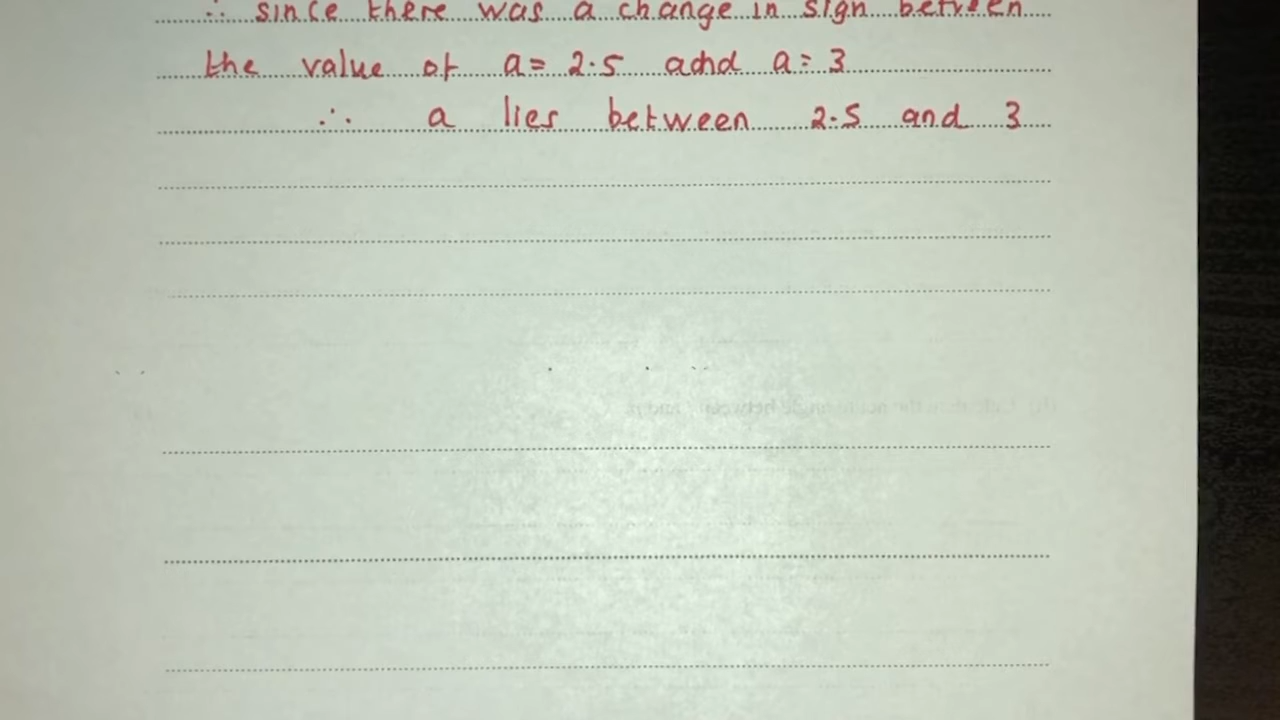 ∴ since there was a change in sign between
the value of a = 2.5 and a = 3
∴ a lies between 2.5 and 3